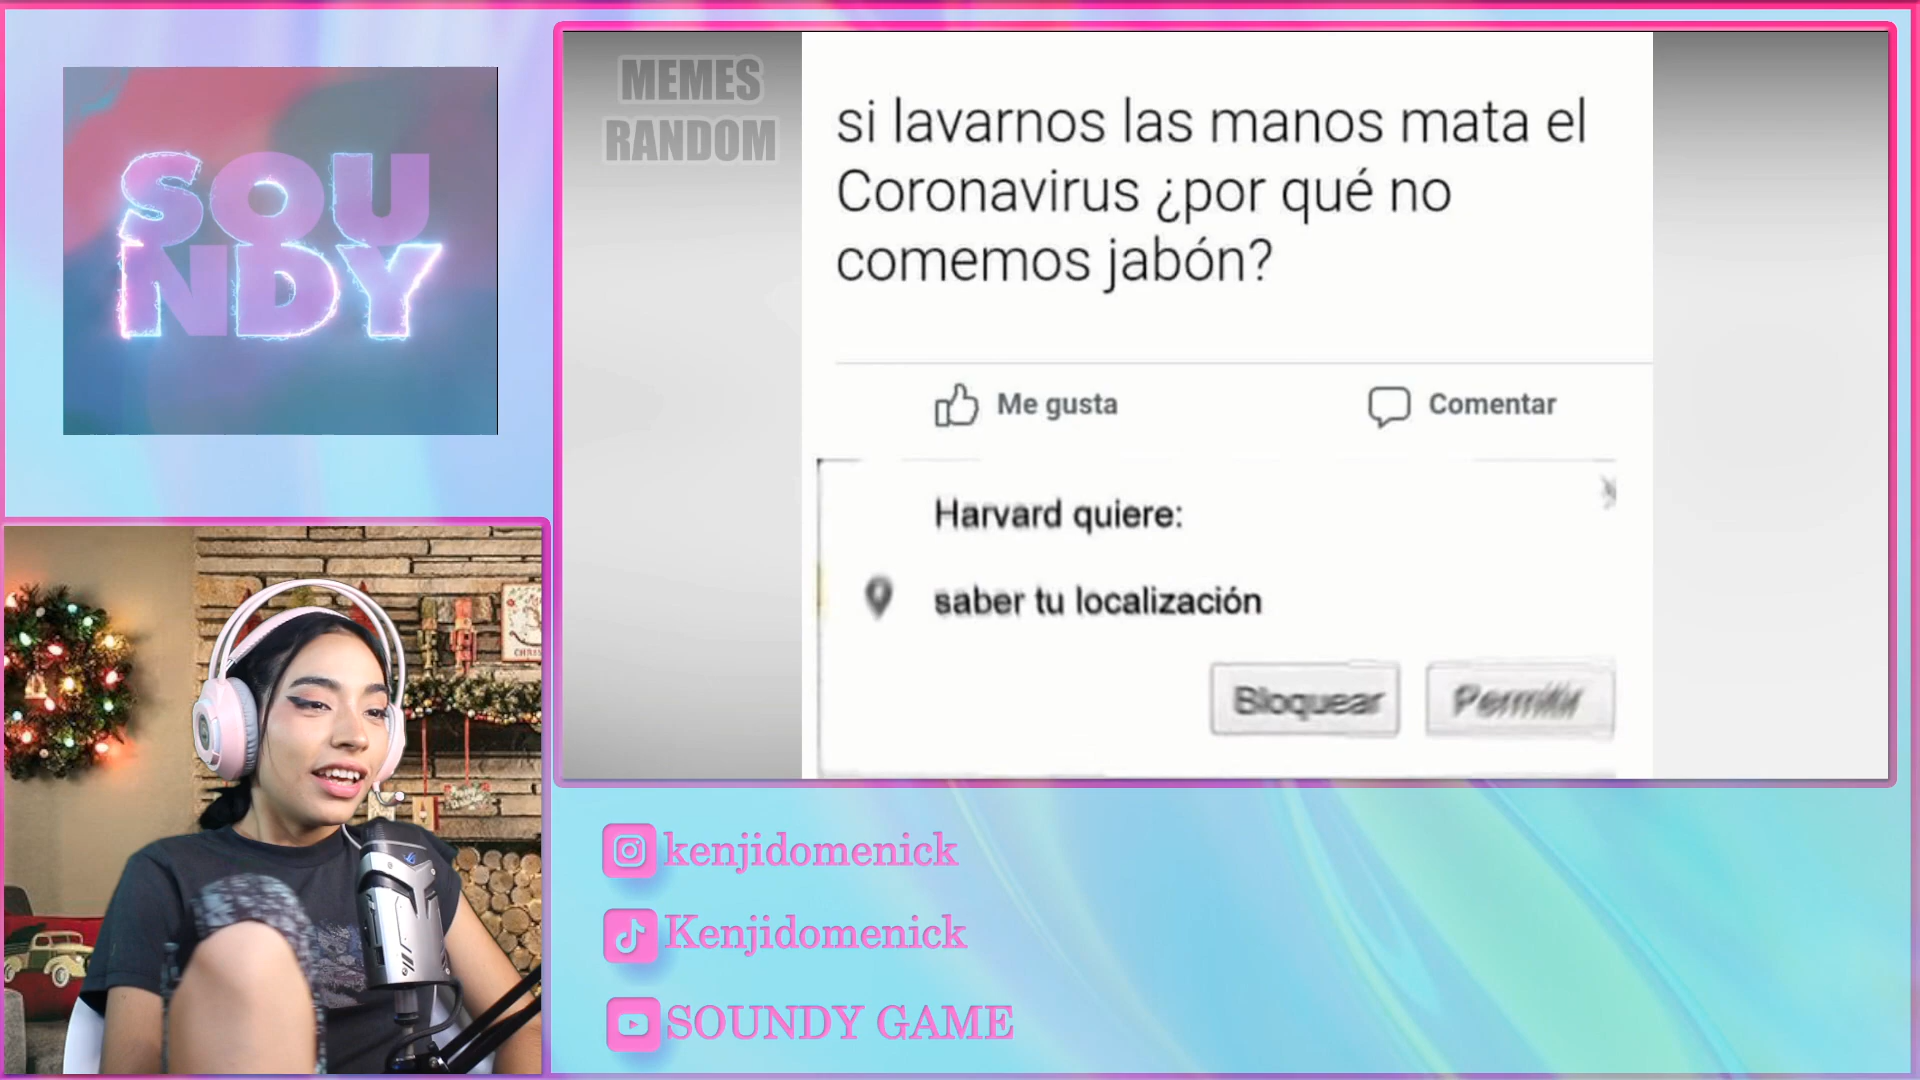 SOU
NDY
MEMES
RANDOM
si lavarnos las manos mata el
Coronavirus ¿por qué no
comemos jabón?
Me gusta
Comentar
Harvard quiere:
saber tu localización
Bloquear
Permitir
kenjidomenick
Kenjidomenick
SOUNDY GAME